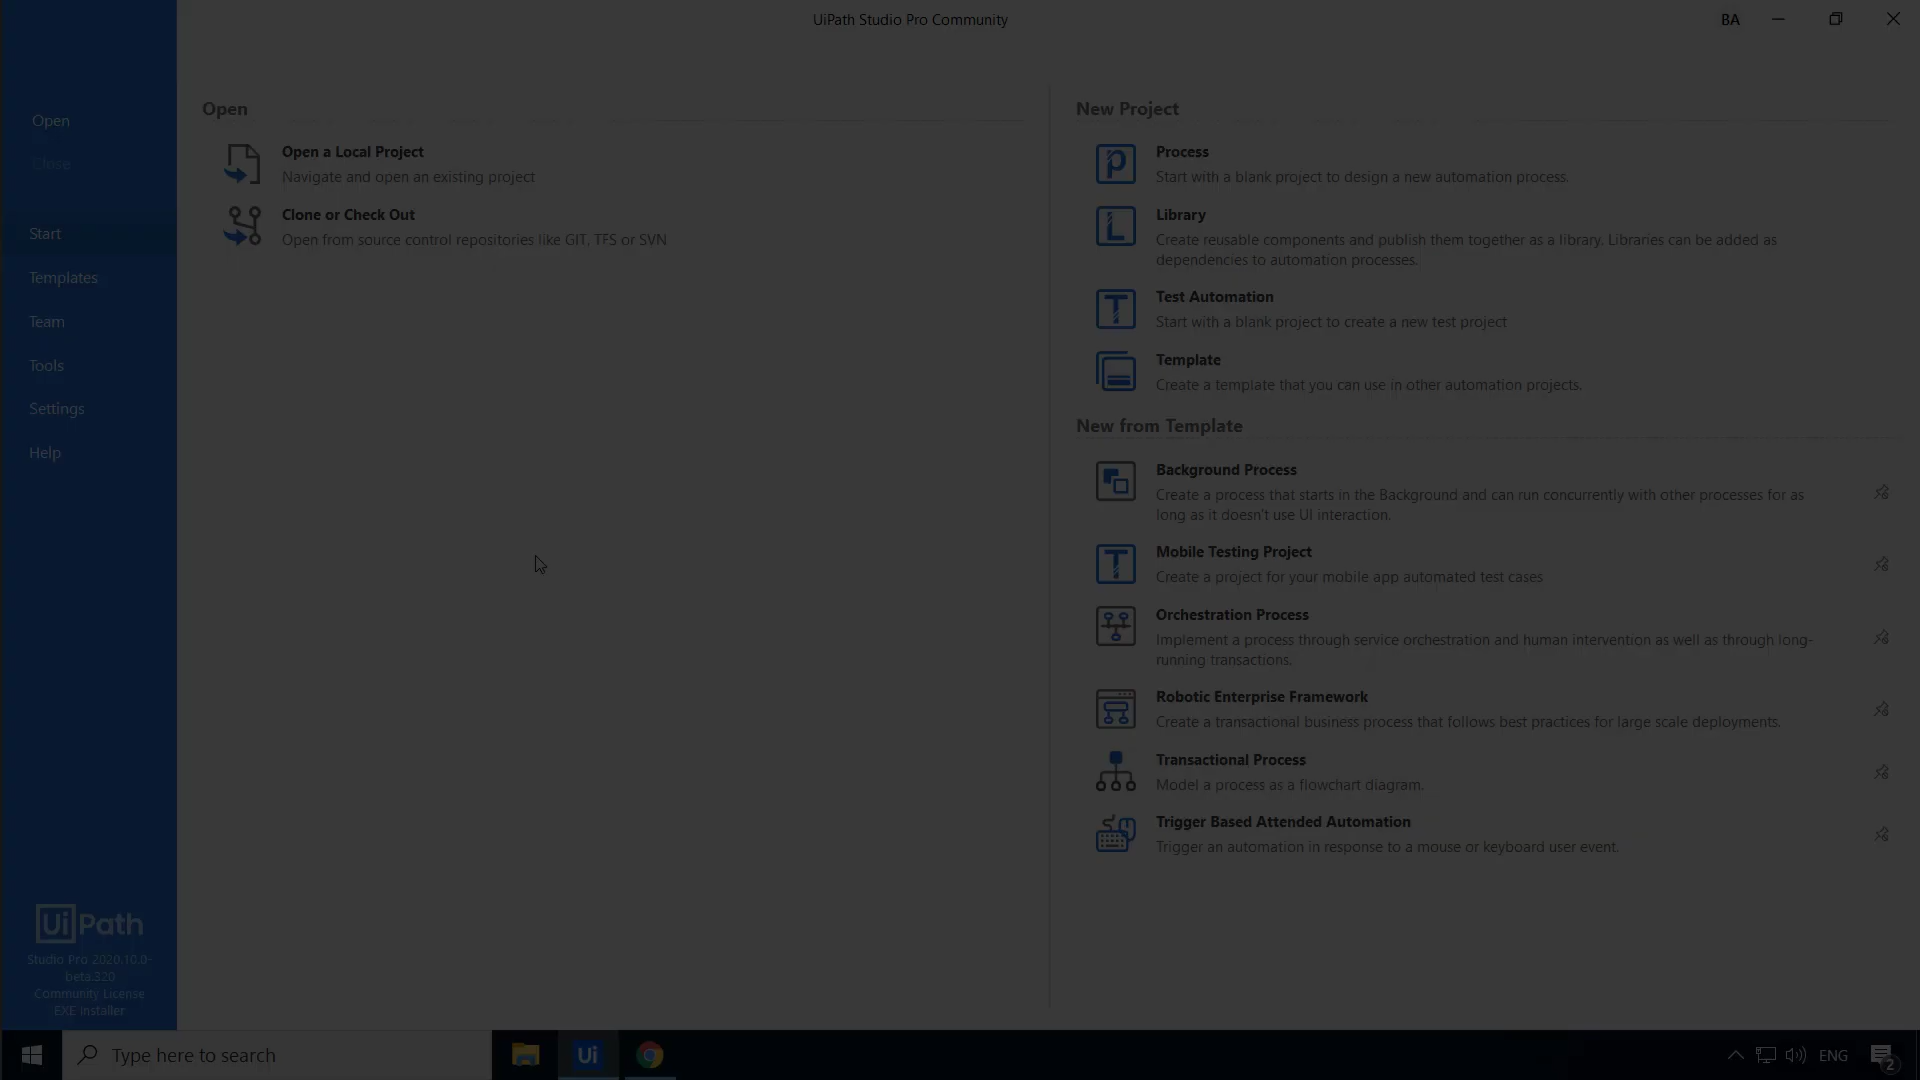 UiPath Studio Pro Community
BA
Open
Close
Start
Templates
Team
Tools
Settings
Help
UiPath
Studio Pro 2020.10.0-
beta.320
Community License
EXE installer
Open
Open a Local Project
Navigate and open an existing project
Clone or Check Out
Open from source control repositories like GIT, TFS or SVN
New Project
Process
Start with a blank project to design a new automation process.
Library
Create reusable components and publish them together as a library. Libraries can be added as
dependencies to automation processes.
Test Automation
Start with a blank project to create a new test project
Template
Create a template that you can use in other automation projects.
New from Template
Background Process
Create a process that starts in the Background and can run concurrently with other processes for as
long as it doesn't use UI interaction.
Mobile Testing Project
Create a project for your mobile app automated test cases
Orchestration Process
Implement a process through service orchestration and human intervention as well as through long-
running transactions.
Robotic Enterprise Framework
Create a transactional business process that follows best practices for large scale deployments.
Transactional Process
Model a process as a flowchart diagram.
Trigger Based Attended Automation
Trigger an automation in response to a mouse or keyboard user event.
Type here to search
Ui
ENG
2